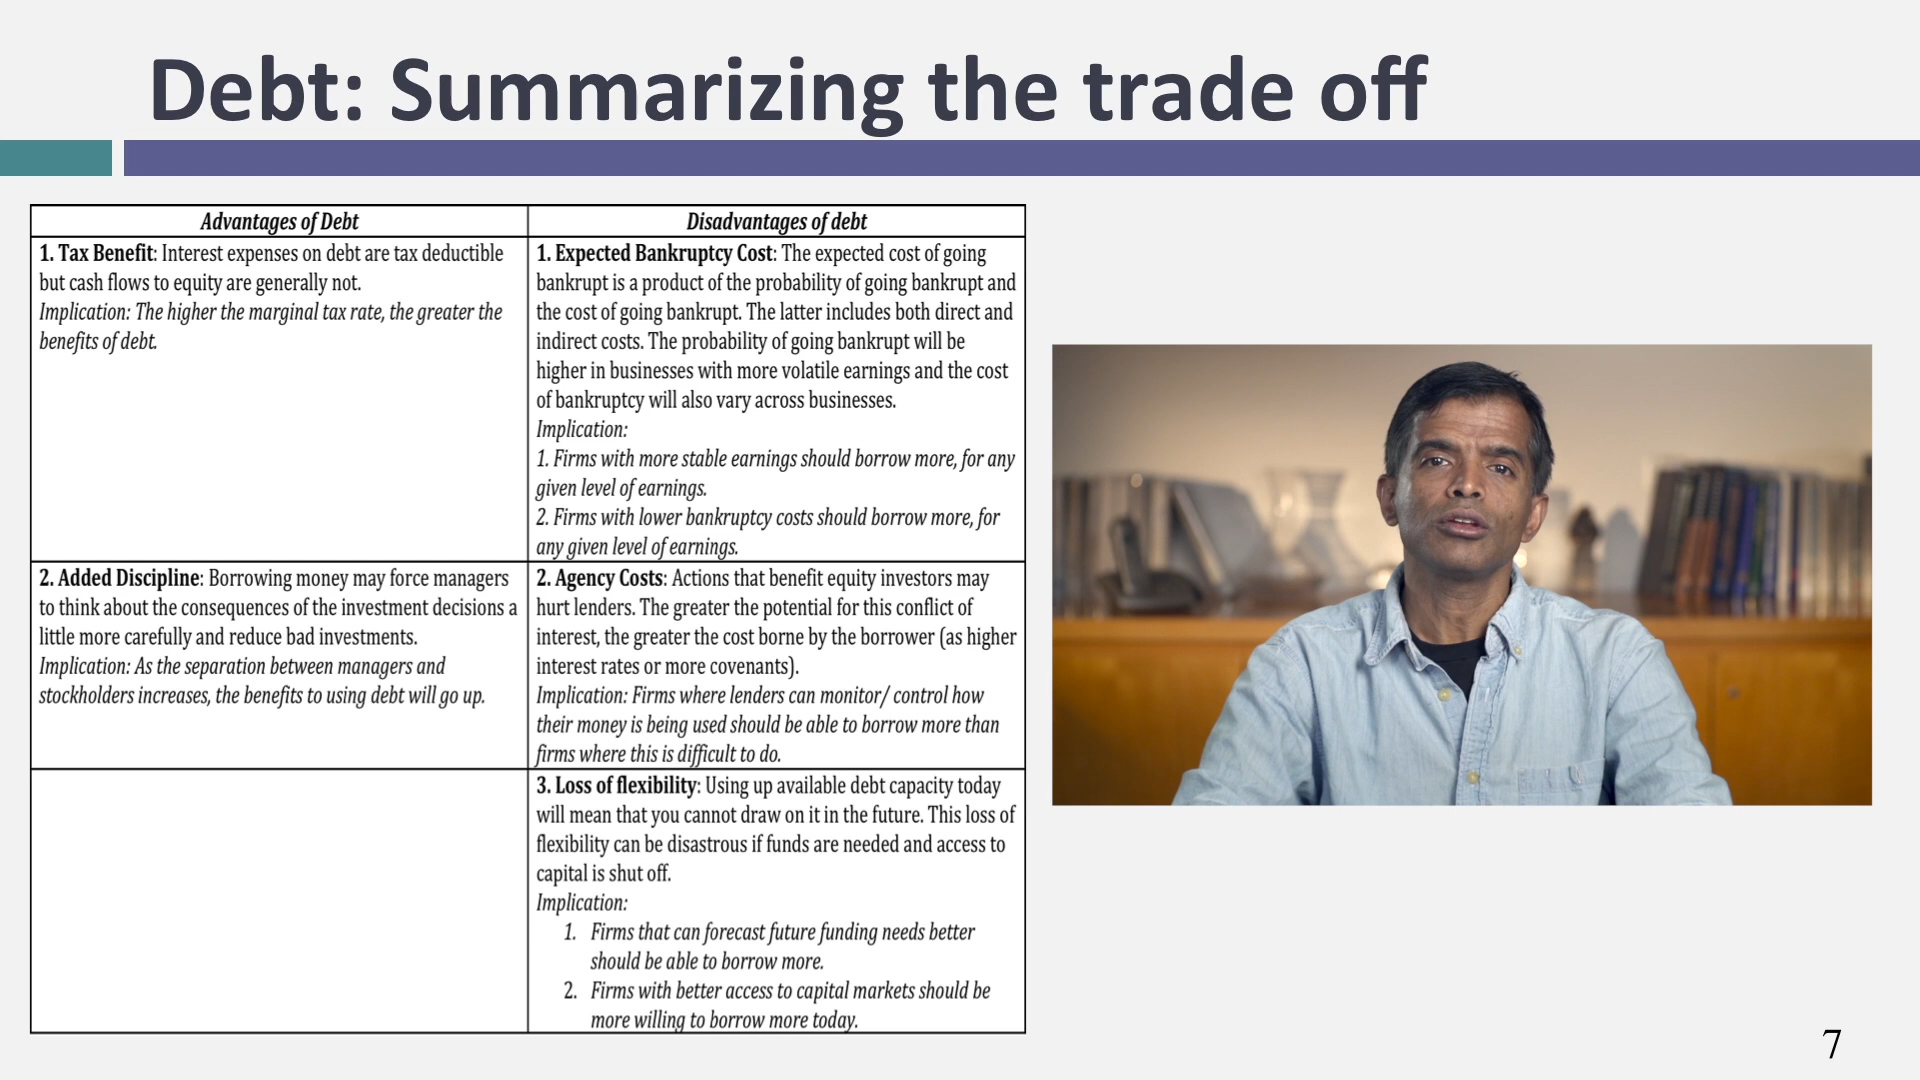 Debt: Summarizing the trade off
Advantages of Debt
Disadvantages of debt
1. Tax Benefit: Interest expenses on debt are tax deductible
but cash flows to equity are generally not.
Implication: The higher the marginal tax rate, the greater the
benefits of debt.
1. Expected Bankruptcy Cost: The expected cost of going
bankrupt is a product of the probability of going bankrupt and
the cost of going bankrupt. The latter includes both direct and
indirect costs. The probability of going bankrupt will be
higher in businesses with more volatile earnings and the cost
of bankruptcy will also vary across businesses.
Implication:
1. Firms with more stable earnings should borrow more, for any
given level of earnings.
2. Firms with lower bankruptcy costs should borrow more, for
any given level of earnings.
2. Added Discipline: Borrowing money may force managers
to think about the consequences of the investment decisions a
little more carefully and reduce bad investments.
Implication: As the separation between managers and
stockholders increases, the benefits to using debt will go up.
2. Agency Costs: Actions that benefit equity investors may
hurt lenders. The greater the potential for this conflict of
interest, the greater the cost borne by the borrower (as higher
interest rates or more covenants).
Implication: Firms where lenders can monitor/ control how
their money is being used should be able to borrow more than
firms where this is difficult to do.
3. Loss of flexibility: Using up available debt capacity today
will mean that you cannot draw on it in the future. This loss of
flexibility can be disastrous if funds are needed and access to
capital is shut off.
Implication:
1. Firms that can forecast future funding needs better
should be able to borrow more.
2. Firms with better access to capital markets should be
more willing to borrow more today.
7